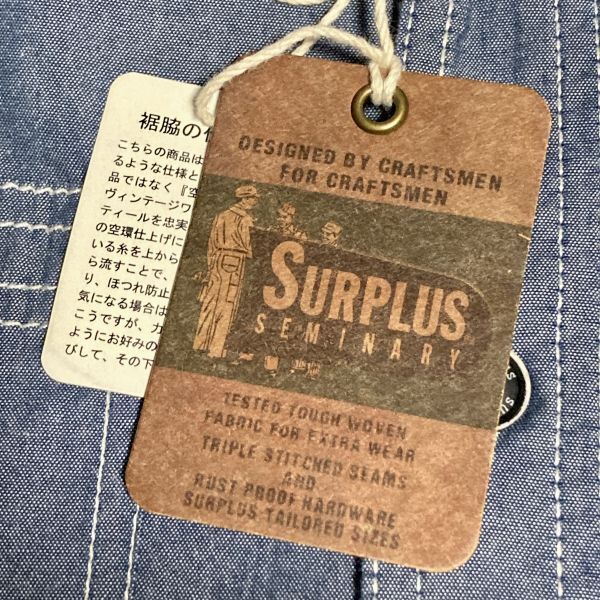 DESIGNED BY CRAFTSMEN
FOR CRAFTSMEN
SURPLUS
SEMINARY
TESTED TOUGH WOVEN
FABRIC FOR EXTRA WEAR
TRIPLE STITCHED SEAMS
AND
RUST PROOF HARDWARE
SURPLUS TAILORED SIZES
裾脇の
こちらの商品は
るような仕様と
品ではなく『空
ヴィンテージワ
ティールを忠実
の空環仕上げに
いる糸を上から
ら流すことで、
り、ほつれ防止
気になる場合は
こうですが、カ
ようにお好みの
びして、その下